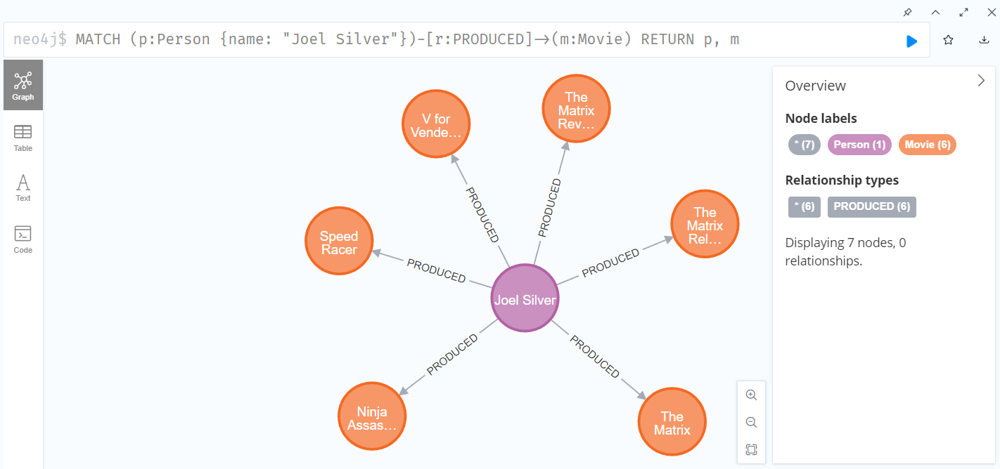 neo4j$ MATCH (p:Person {name: "Joel Silver"})-[r:PRODUCED]->(m:Movie) RETURN p, m
Graph
Table
Text
Code
V for
Vende...
The
Matrix
Rev...
The
Matrix
Rel...
Speed
Racer
Joel Silver
Ninja
Assas...
The
Matrix
PRODUCED
PRODUCED
PRODUCED
PRODUCED
PRODUCED
PRODUCED
Overview
Node labels
* (7) Person (1) Movie (6)
Relationship types
* (6) PRODUCED (6)
Displaying 7 nodes, 0
relationships.